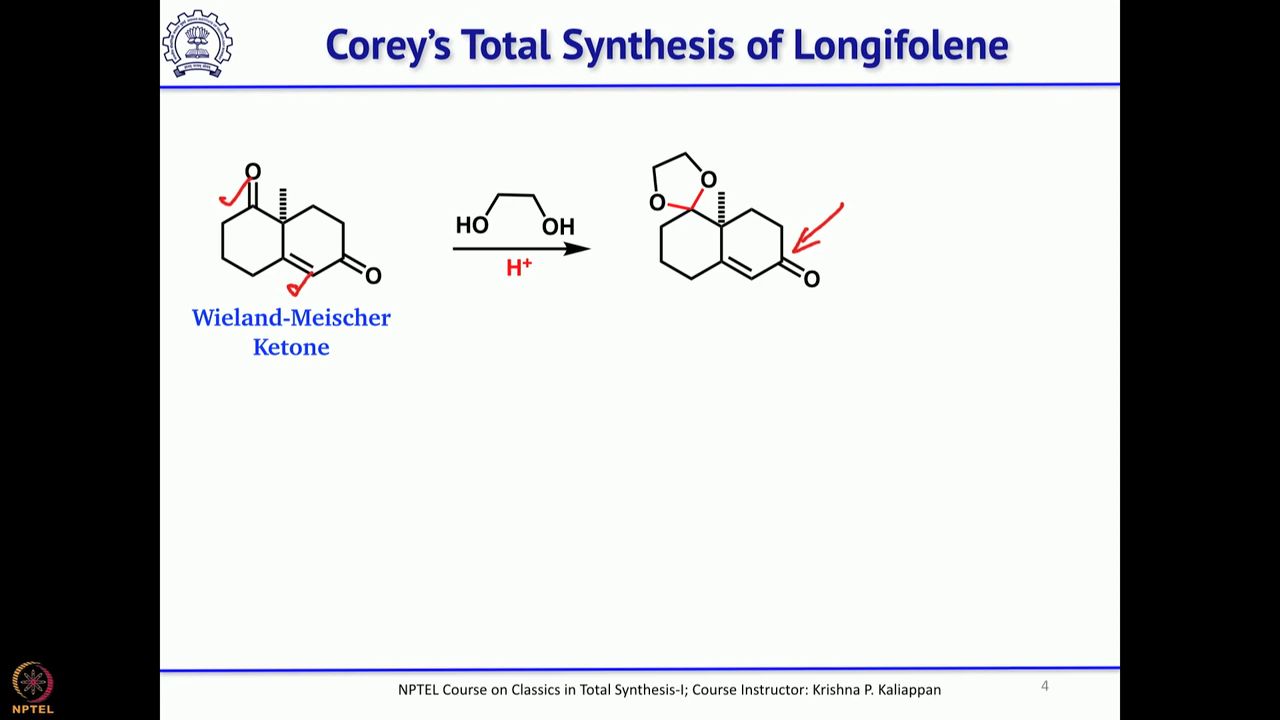 Corey's Total Synthesis of Longifolene
O
O
HO
OH
H+
O
O
O
Wieland-Meischer
Ketone
NPTEL Course on Classics in Total Synthesis-I; Course Instructor: Krishna P. Kaliappan
4
NPTEL